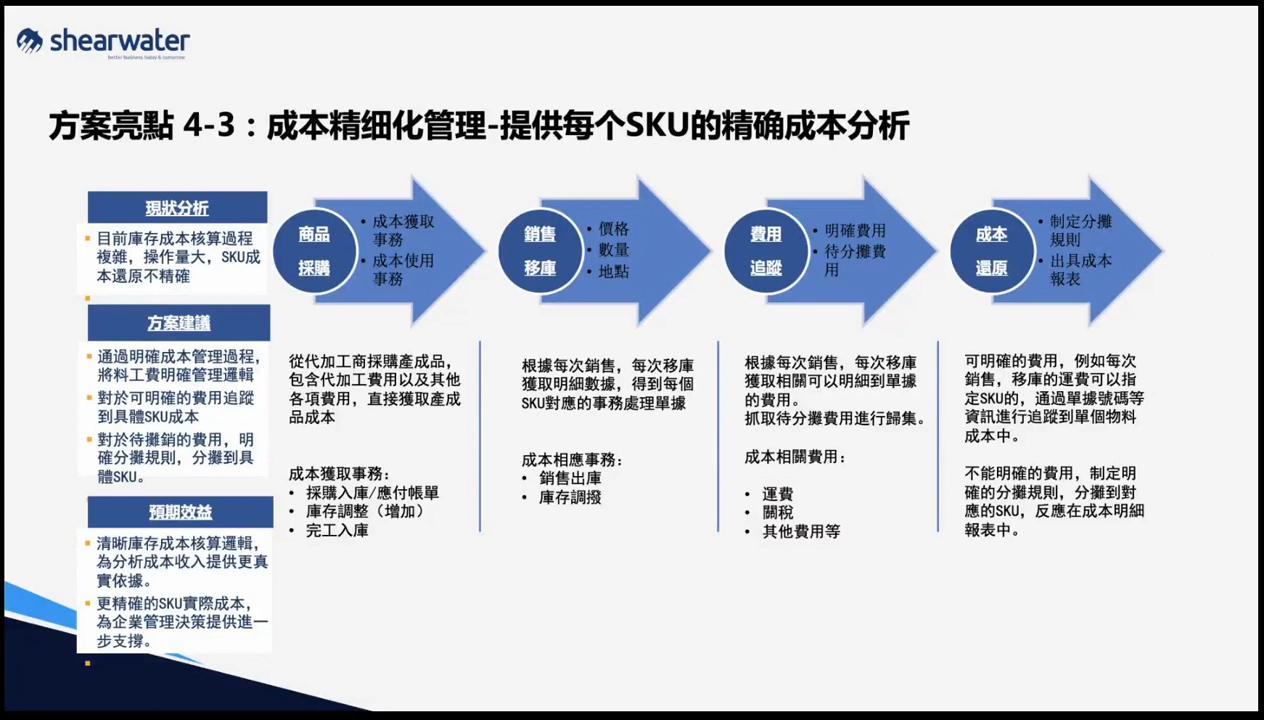 shearwater
better business today & tomorrow
方案亮點 4-3：成本精细化管理-提供每个SKU的精确成本分析
現狀分析
▪ 目前庫存成本核算過程
複雜，操作量大，SKU成
本還原不精確
方案建議
▪ 通過明確成本管理過程，
將料工費明確管理邏輯
▪ 對於可明確的費用追蹤
到具體SKU成本
▪ 對於待攤銷的費用，明
確分攤規則，分攤到具
體SKU。
預期效益
▪ 清晰庫存成本核算邏輯，
為分析成本收入提供更真
實依據。
▪ 更精確的SKU實際成本，
為企業管理決策提供進一
步支撐。
商品
採購
• 成本獲取
事務
• 成本使用
事務
從代加工商採購產成品，
包含代加工費用以及其他
各項費用，直接獲取產成
品成本
成本獲取事務：
• 採購入庫/應付帳單
• 庫存調整（增加）
• 完工入庫
銷售
移庫
• 價格
• 數量
• 地點
根據每次銷售，每次移庫
獲取明細數據，得到每個
SKU對應的事務處理單據
成本相應事務：
• 銷售出庫
• 庫存調撥
費用
追蹤
• 明確費用
• 待分攤費
用
根據每次銷售，每次移庫
獲取相關可以明細到單據
的費用。
抓取待分攤費用進行歸集。
成本相關費用：
• 運費
• 關稅
• 其他費用等
成本
還原
• 制定分攤
規則
• 出具成本
報表
可明確的費用，例如每次
銷售，移庫的運費可以指
定SKU的，通過單據號碼等
資訊進行追蹤到單個物料
成本中。
不能明確的費用，制定明
確的分攤規則，分攤到對
應的SKU，反應在成本明細
報表中。